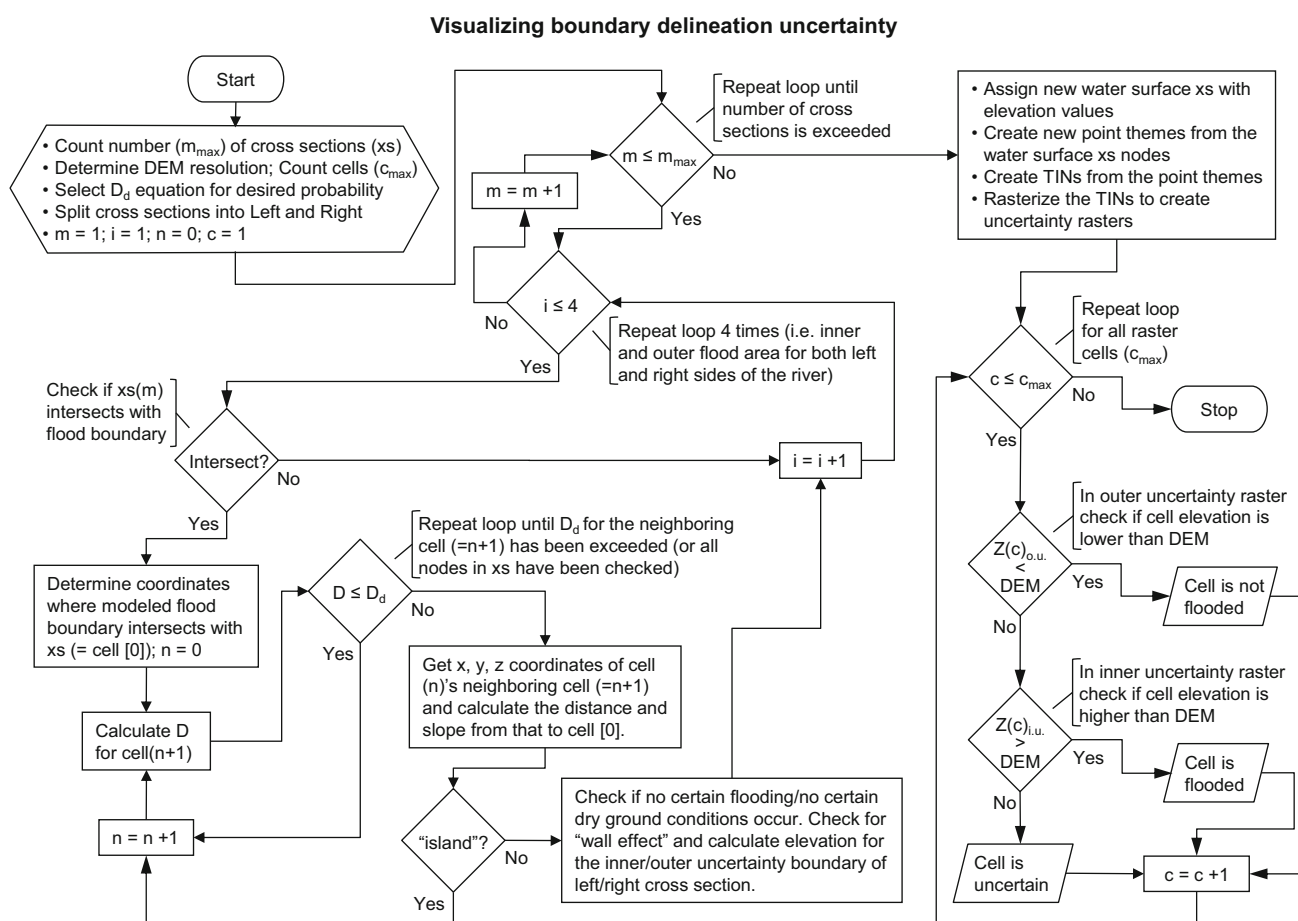 Visualizing boundary delineation uncertainty
Start
• Count number (mmax) of cross sections (xs)
• Determine DEM resolution; Count cells (cmax)
• Select Dd equation for desired probability
• Split cross sections into Left and Right
• m = 1; i = 1; n = 0; c = 1
m = m +1
m ≤ mmax
No
Yes
Repeat loop until
number of cross
sections is exceeded
• Assign new water surface xs with
elevation values
• Create new point themes from the
water surface xs nodes
• Create TINs from the point themes
• Rasterize the TINs to create
uncertainty rasters
i ≤ 4
No
Yes
Repeat loop 4 times (i.e. inner
and outer flood area for both left
and right sides of the river)
Check if xs(m)
intersects with
flood boundary
Intersect?
No
Yes
i = i +1
Determine coordinates
where modeled flood
boundary intersects with
xs (= cell [0]); n = 0
Calculate D
for cell(n+1)
n = n +1
D ≤ Dd
No
Yes
Repeat loop until Dd for the neighboring
cell (=n+1) has been exceeded (or all
nodes in xs have been checked)
Get x, y, z coordinates of cell
(n)'s neighboring cell (=n+1)
and calculate the distance and
slope from that to cell [0].
“island”?
No
Yes
Check if no certain flooding/no certain
dry ground conditions occur. Check for
“wall effect” and calculate elevation for
the inner/outer uncertainty boundary of
left/right cross section.
Repeat loop
for all raster
cells (cmax)
c ≤ cmax
No
Yes
Stop
In outer uncertainty raster
check if cell elevation is
lower than DEM
Z(c)o.u.
<
DEM
Yes
No
Cell is not
flooded
In inner uncertainty raster
check if cell elevation is
higher than DEM
Z(c)i.u.
>
DEM
Yes
No
Cell is
flooded
Cell is
uncertain
c = c +1